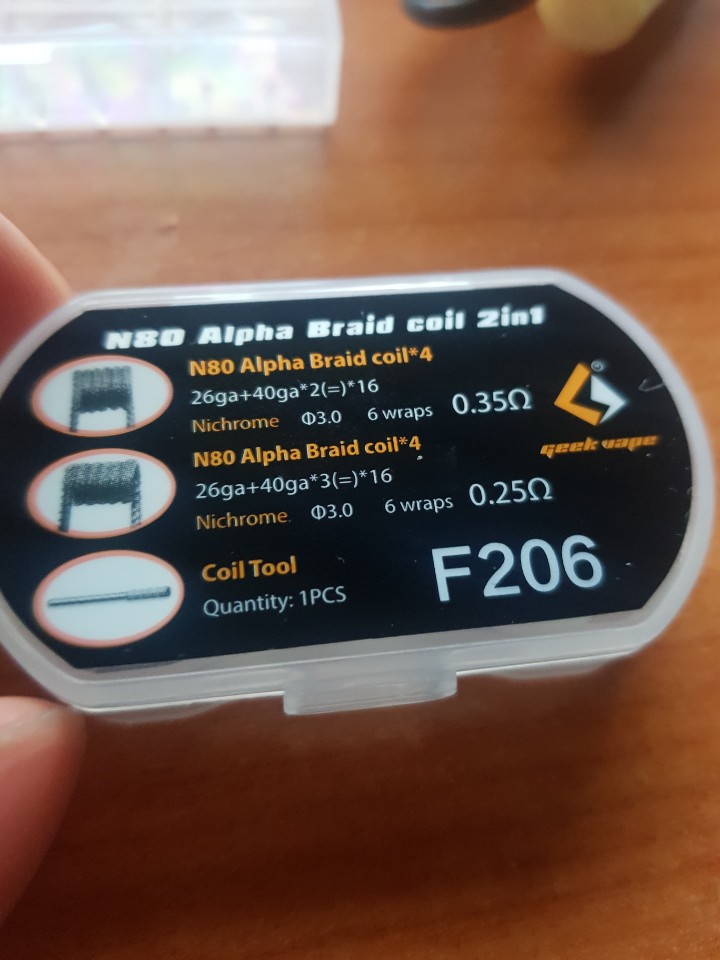 N80 Alpha Braid coil 2in1
N80 Alpha Braid coil*4
26ga+40ga*2(=)*16
Nichrome Φ3.0 6 wraps 0.35Ω
®
geek vape
N80 Alpha Braid coil*4
26ga+40ga*3(=)*16
Nichrome Φ3.0 6 wraps 0.25Ω
Coil Tool
Quantity: 1PCS
F206